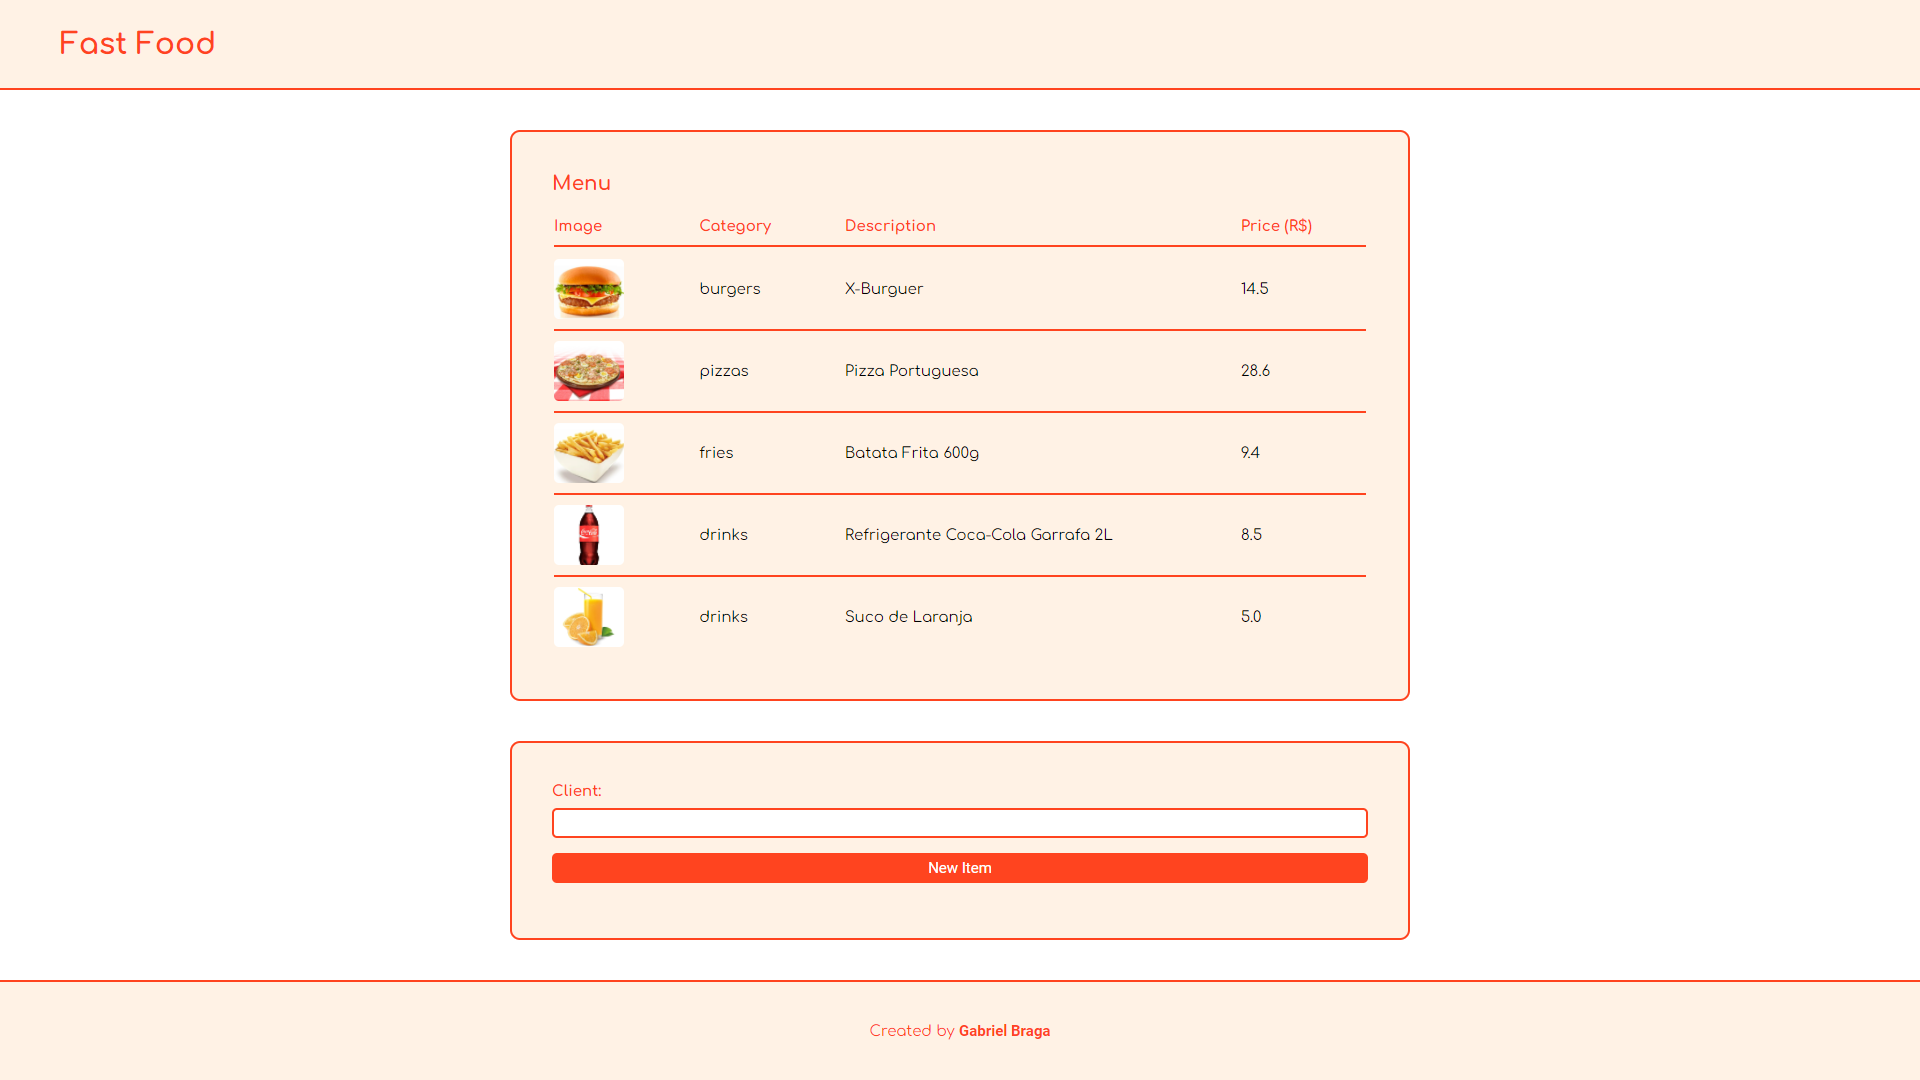 Fast Food
Menu
Image Category Description Price (R$)
burgers X-Burguer 14.5
pizzas Pizza Portuguesa 28.6
fries Batata Frita 600g 9.4
drinks Refrigerante Coca-Cola Garrafa 2L 8.5
drinks Suco de Laranja 5.0
Client:
New Item
Created by Gabriel Braga